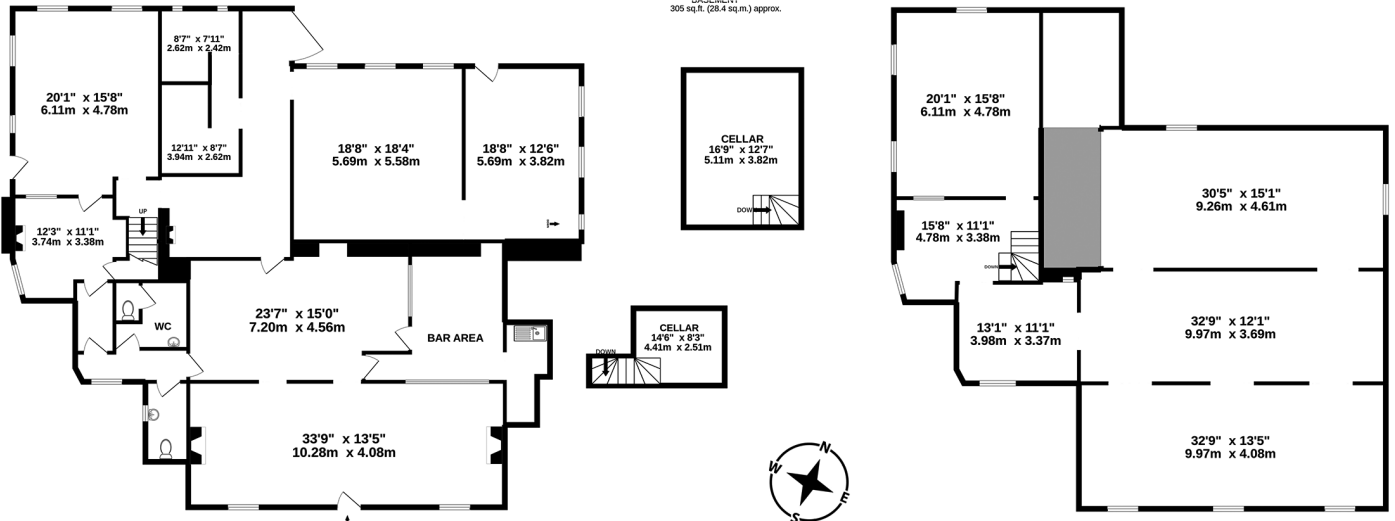 BASEMENT
305 sq.ft. (28.4 sq.m.) approx.
8'7" x 7'11"
2.62m x 2.42m
20'1" x 15'8"
6.11m x 4.78m
12'11" x 8'7"
3.94m x 2.62m
18'8" x 18'4"
5.69m x 5.58m
18'8" x 12'6"
5.69m x 3.82m
UP
12'3" x 11'1"
3.74m x 3.38m
WC
23'7" x 15'0"
7.20m x 4.56m
BAR AREA
33'9" x 13'5"
10.28m x 4.08m
CELLAR
16'9" x 12'7"
5.11m x 3.82m
DOWN
CELLAR
14'6" x 8'3"
4.41m x 2.51m
DOWN
N
W
E
S
20'1" x 15'8"
6.11m x 4.78m
30'5" x 15'1"
9.26m x 4.61m
15'8" x 11'1"
4.78m x 3.38m
DOWN
13'1" x 11'1"
3.98m x 3.37m
32'9" x 12'1"
9.97m x 3.69m
32'9" x 13'5"
9.97m x 4.08m